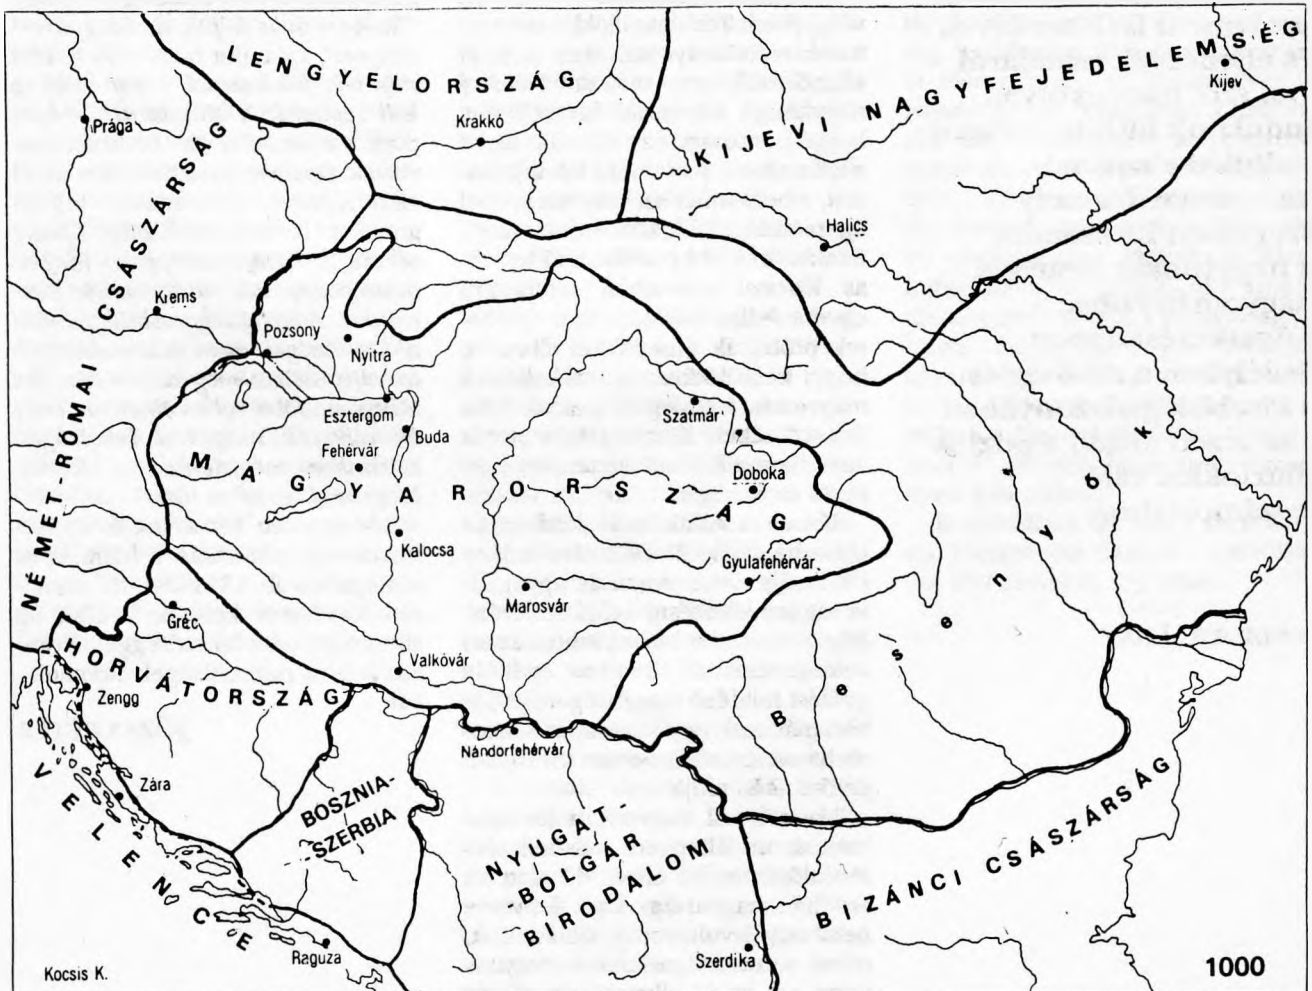 LENGYELORSZÁG
KIJEVI NAGYFEJEDELEMSÉG
Kijev
Prága
Krakkó
Halics
NÉMET-RÓMAI CSÁSZÁRSÁG
Krems
Pozsony
Nyitra
Esztergom
Buda
Fehérvár
Szatmár
Doboka
MAGYARORSZÁG
Kalocsa
Gyulafehérvár
Marosvár
Besenyők
Gréc
HORVÁTORSZÁG
Valkóvár
Zengg
Nándorfehérvár
Zára
BOSZNIA-
SZERBIA
VELENCE
NYUGAT-
BOLGÁR
BIRODALOM
BIZÁNCI CSÁSZÁRSÁG
Raguza
Szerdika
Kocsis K.
1000